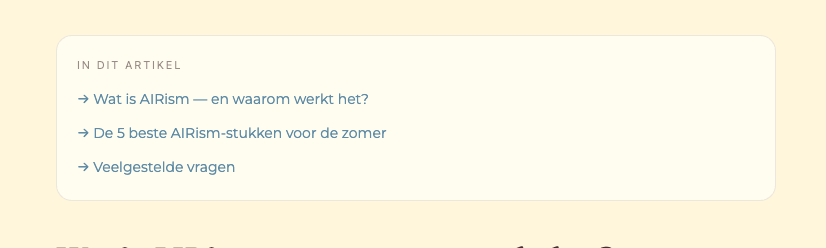 IN DIT ARTIKEL
→ Wat is AIRism — en waarom werkt het?
→ De 5 beste AIRism-stukken voor de zomer
→ Veelgestelde vragen